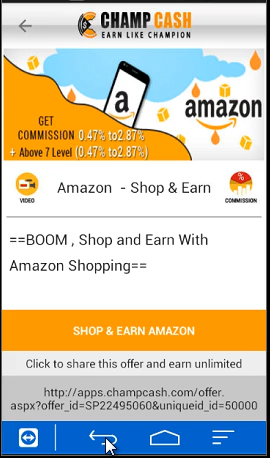 CHAMP CASH
EARN LIKE CHAMPION
a
amazon
GET
COMMISSION 0.47% to2.87%
+ Above 7 Level (0.47% to2.87%)
VIDEO
Amazon - Shop & Earn
%
COMMISSION
==BOOM , Shop and Earn With
Amazon Shopping==
SHOP & EARN AMAZON
Click to share this offer and earn unlimited
http://apps.champcash.com/offer.
aspx?offer_id=SP22495060&uniqueid_id=50000